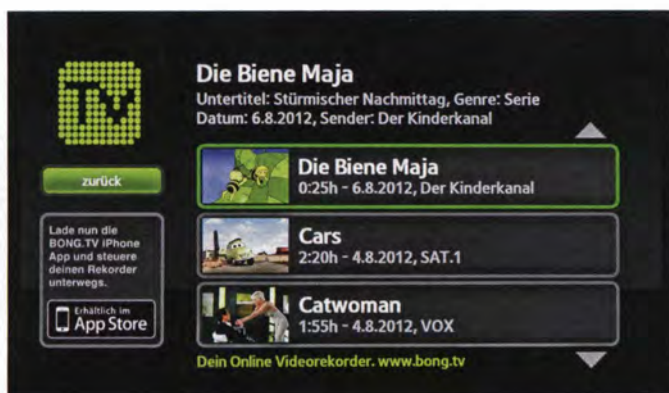 TV
zurück
Lade nun die
BONG.TV iPhone
App und steuere
deinen Rekorder
unterwegs.
Erhältlich im
App Store
Die Biene Maja
Untertitel: Stürmischer Nachmittag, Genre: Serie
Datum: 6.8.2012, Sender: Der Kinderkanal
Die Biene Maja
0:25h - 6.8.2012, Der Kinderkanal
Cars
2:20h - 4.8.2012, SAT.1
Catwoman
1:55h - 4.8.2012, VOX
Dein Online Videorekorder. www.bong.tv